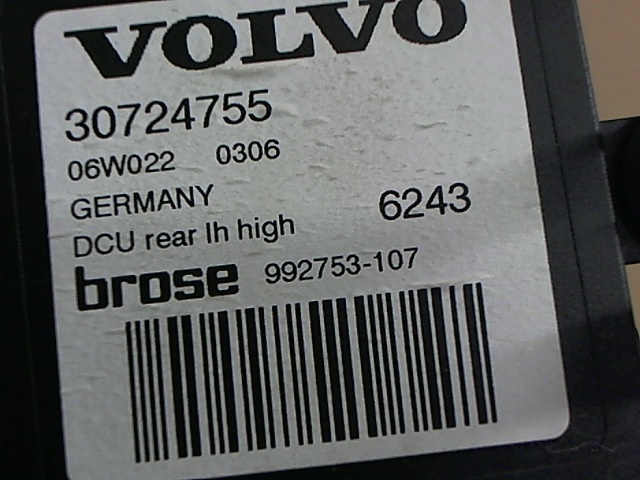 VOLVO
30724755
06W022 0306
GERMANY
6243
DCU rear lh high
brose 992753-107